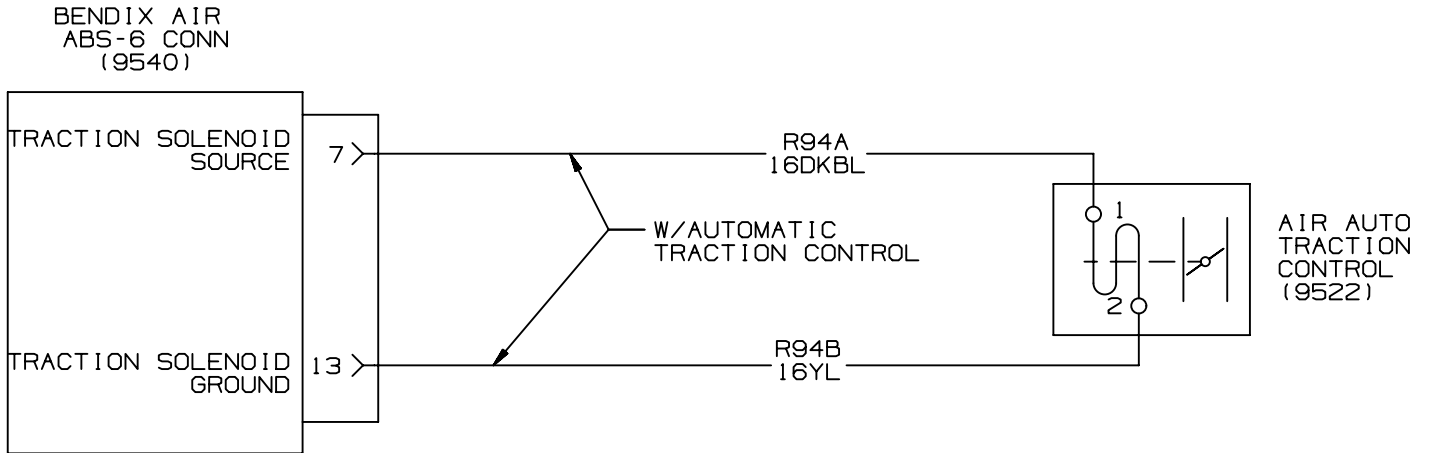 BENDIX AIR
ABS-6 CONN
(9540)
TRACTION SOLENOID
SOURCE
7
R94A
16DKBL
W/AUTOMATIC
TRACTION CONTROL
1
2
AIR AUTO
TRACTION
CONTROL
(9522)
TRACTION SOLENOID
GROUND
13
R94B
16YL